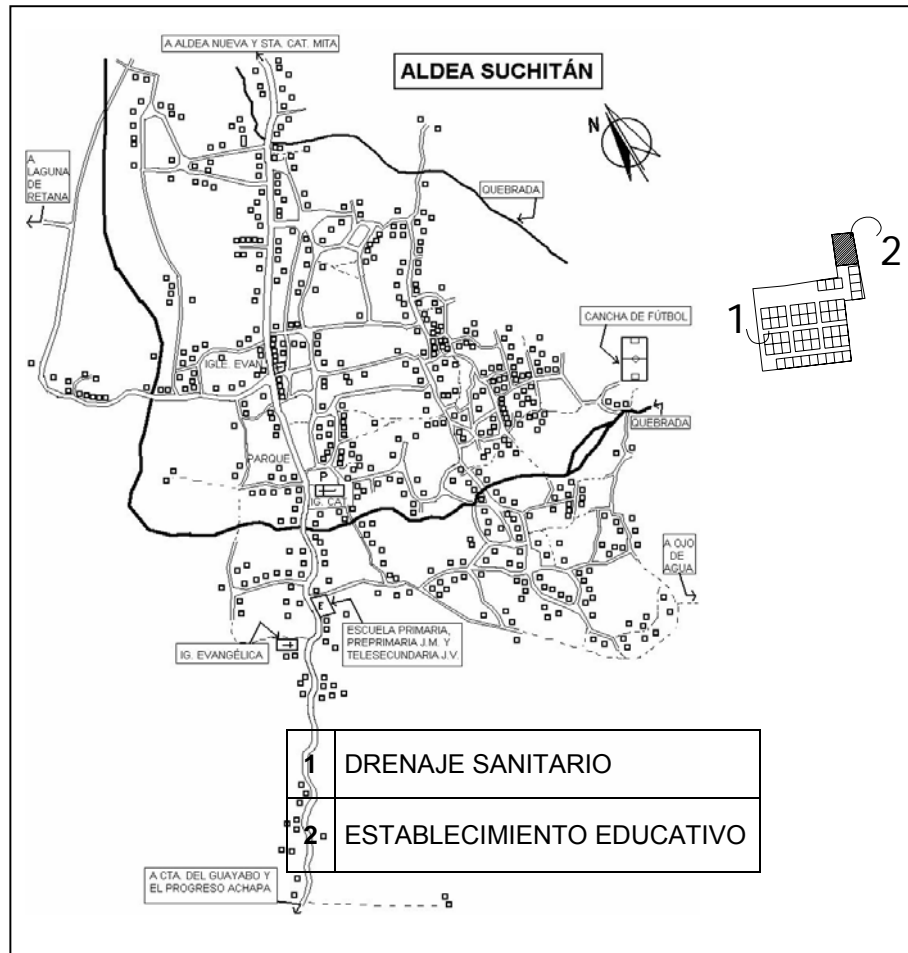 A ALDEA NUEVA Y STA. CAT. MITA
ALDEA SUCHITÁN
N
A
LAGUNA
DE
RETANA
QUEBRADA
2
1
CANCHA DE FÚTBOL
IGLE. EVAN.
QUEBRADA
PARQUE
P
IG. CAT.
A OJO
DE
AGUA
E
ESCUELA PRIMARIA,
PREPRIMARIA J.M. Y
TELESECUNDARIA J.V.
IG. EVANGÉLICA
1 DRENAJE SANITARIO
2 ESTABLECIMIENTO EDUCATIVO
A CTA. DEL GUAYABO Y
EL PROGRESO ACHAPA